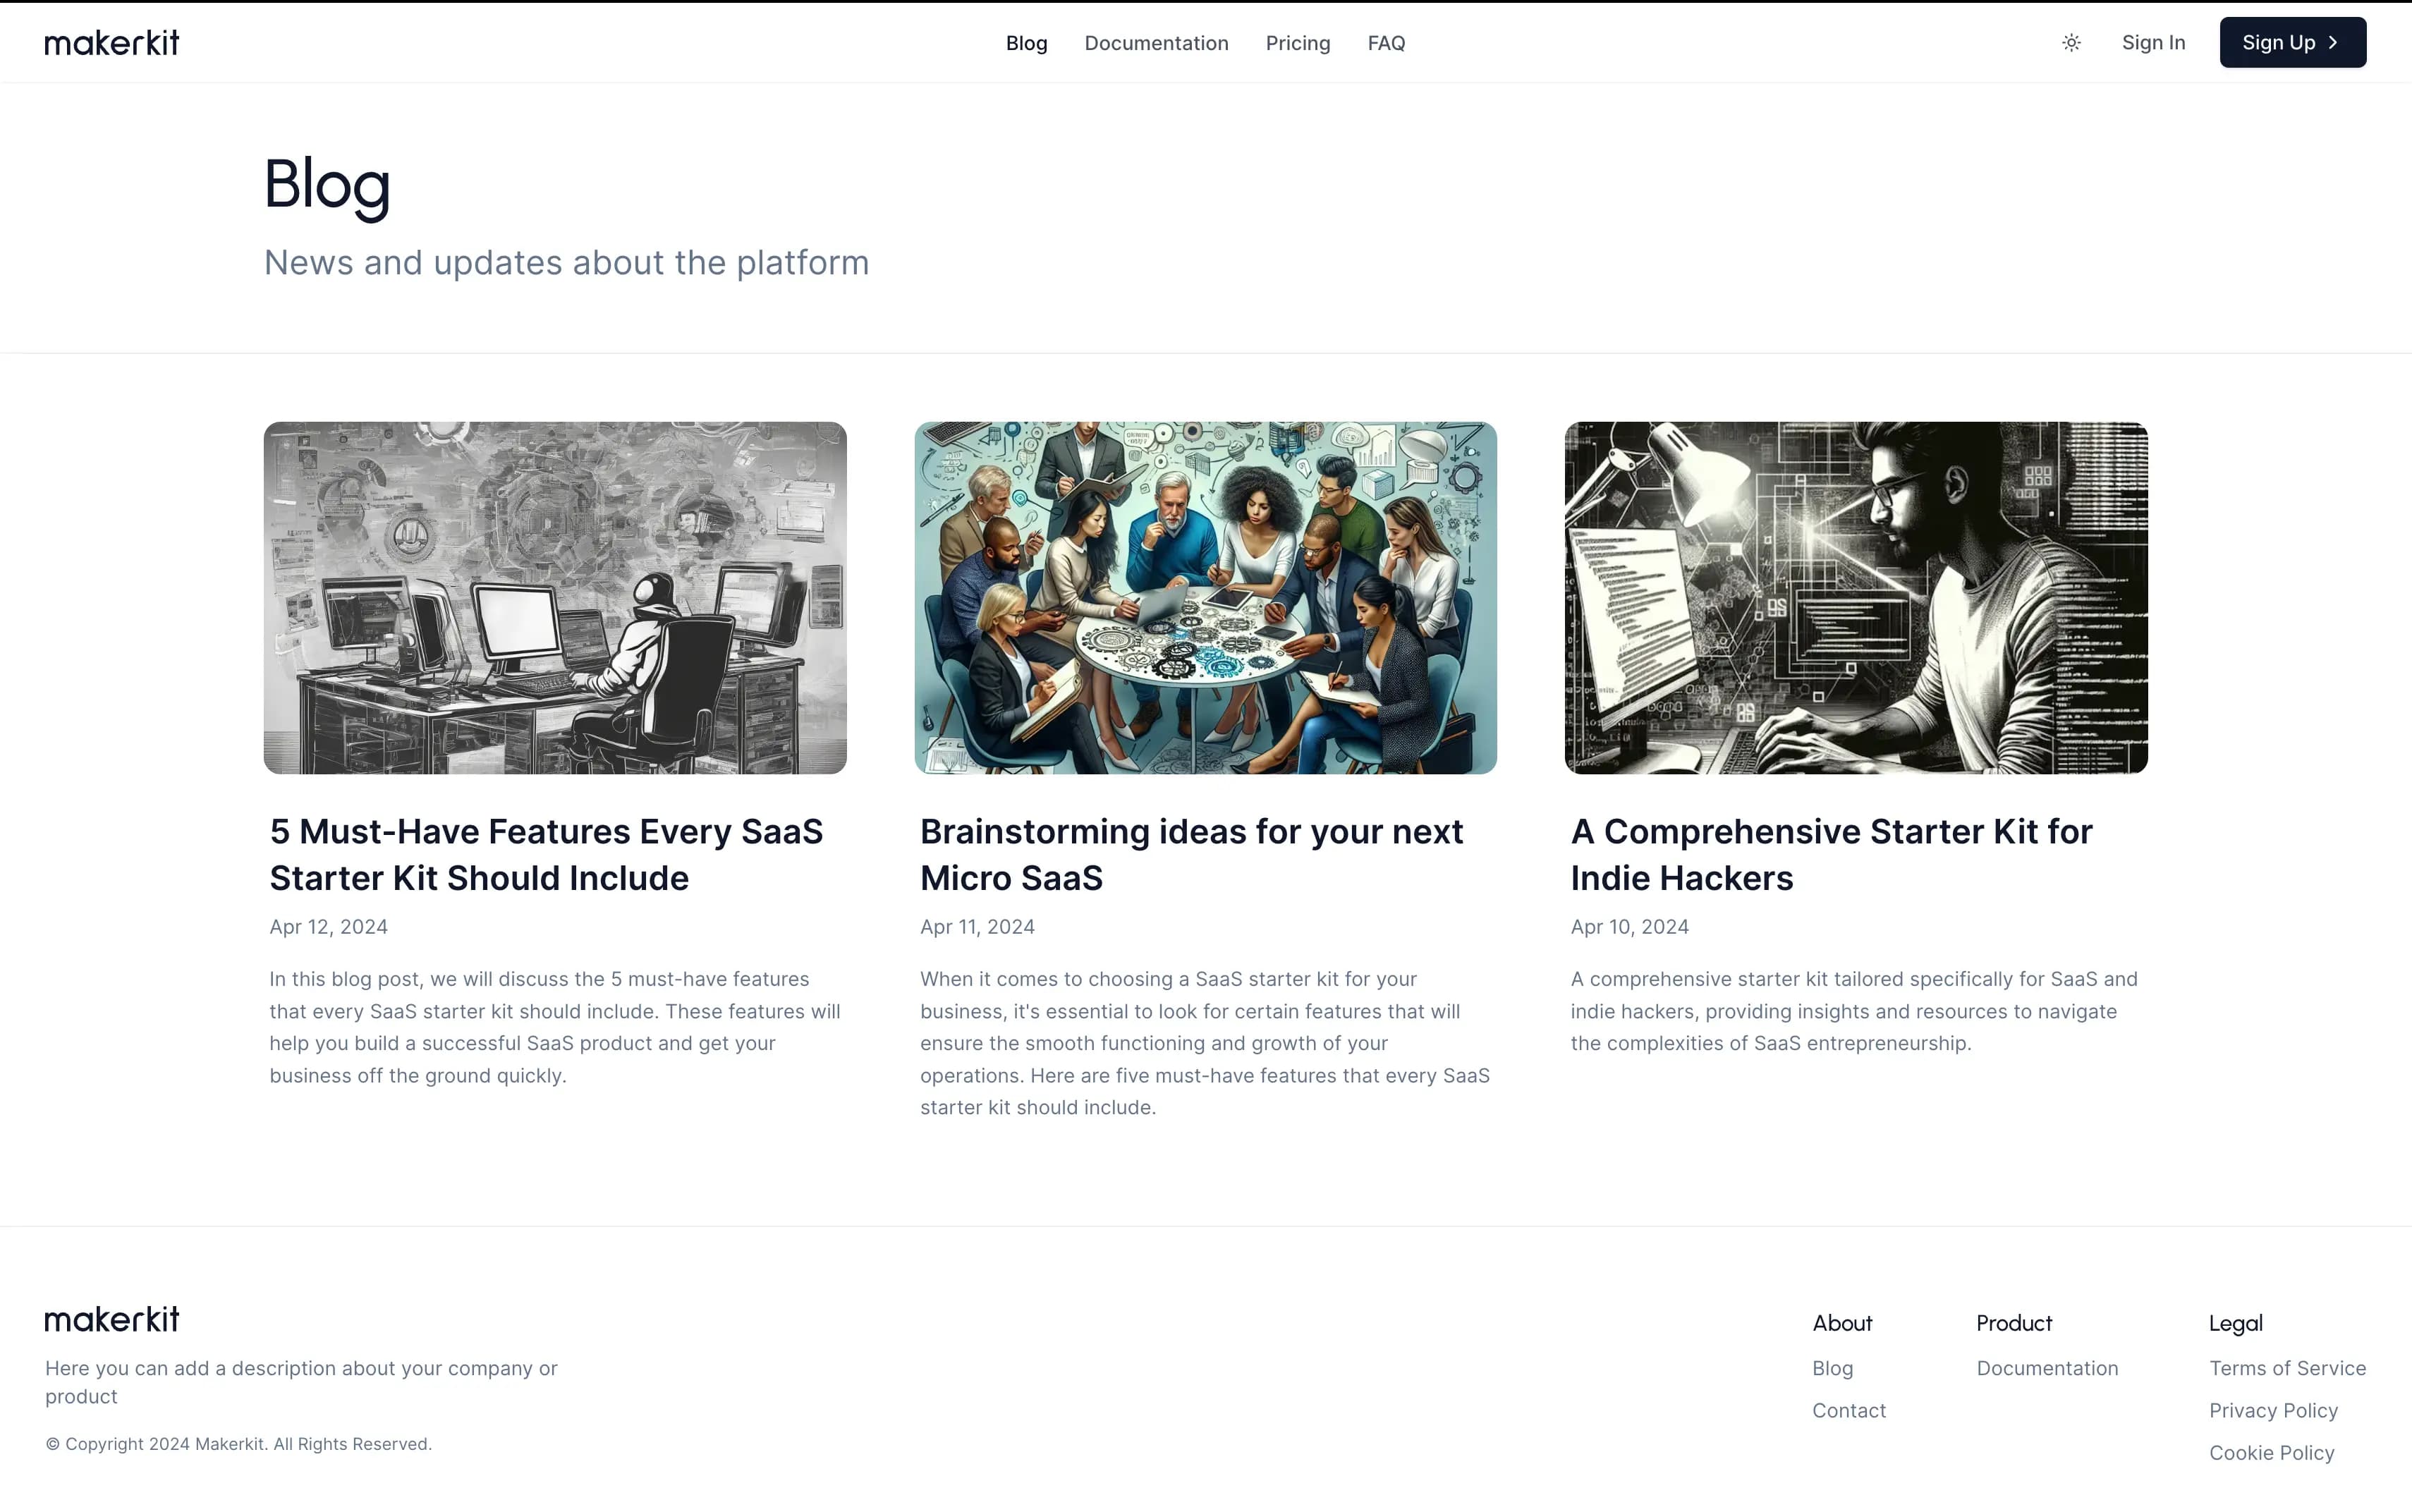 makerkit
Blog
Documentation
Pricing
FAQ
Sign In
Sign Up
Blog
News and updates about the platform
5 Must-Have Features Every SaaS
Starter Kit Should Include
Apr 12, 2024
In this blog post, we will discuss the 5 must-have features
that every SaaS starter kit should include. These features will
help you build a successful SaaS product and get your
business off the ground quickly.
Brainstorming ideas for your next
Micro SaaS
Apr 11, 2024
When it comes to choosing a SaaS starter kit for your
business, it's essential to look for certain features that will
ensure the smooth functioning and growth of your
operations. Here are five must-have features that every SaaS
starter kit should include.
A Comprehensive Starter Kit for
Indie Hackers
Apr 10, 2024
A comprehensive starter kit tailored specifically for SaaS and
indie hackers, providing insights and resources to navigate
the complexities of SaaS entrepreneurship.
makerkit
Here you can add a description about your company or
product
© Copyright 2024 Makerkit. All Rights Reserved.
About
Blog
Contact
Product
Documentation
Legal
Terms of Service
Privacy Policy
Cookie Policy